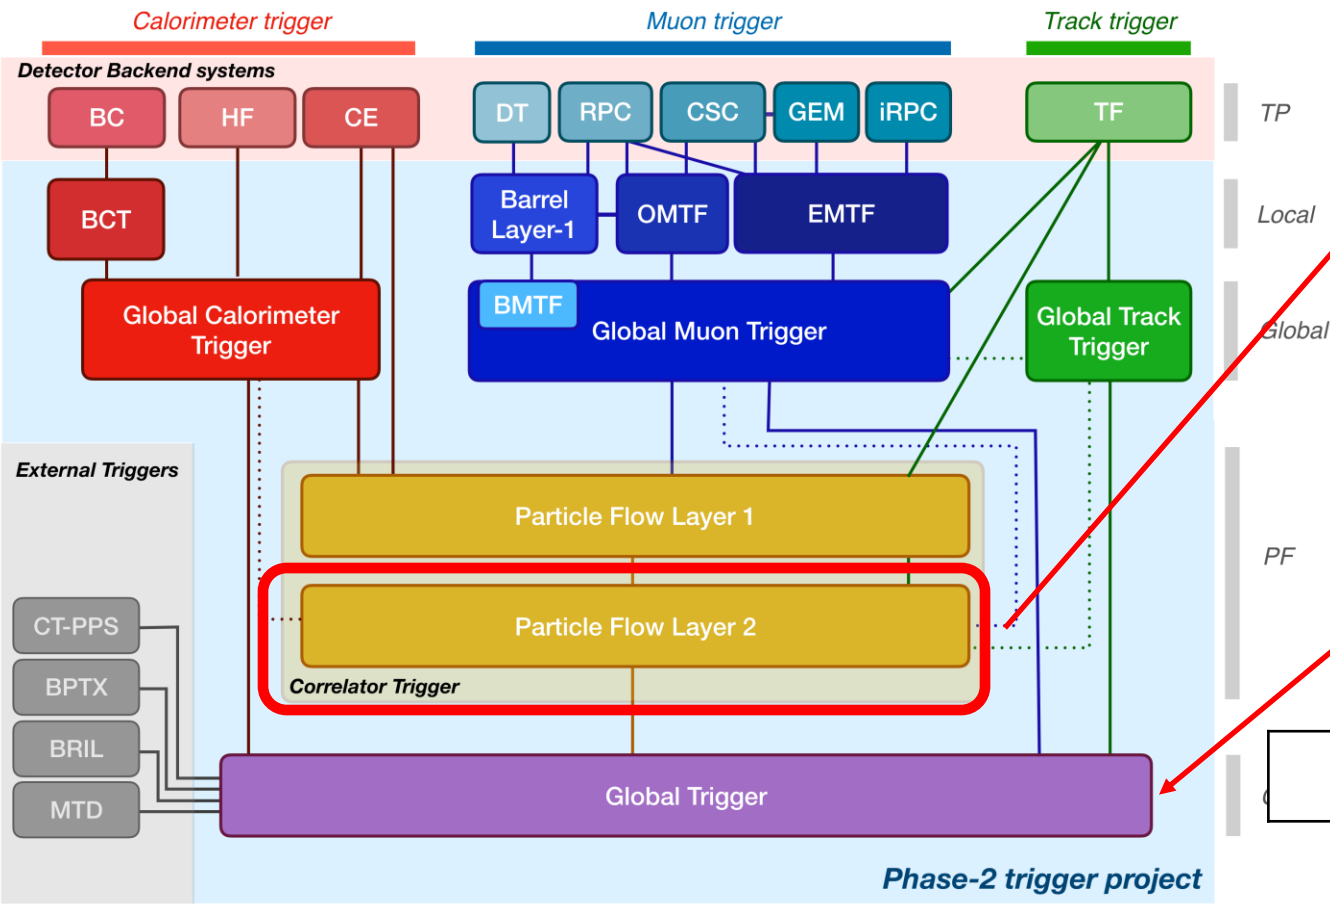 Calorimeter trigger
Muon trigger
Track trigger
Detector Backend systems
BC
HF
CE
DT
RPC
CSC
GEM
iRPC
TF
TP
BCT
Barrel
Layer-1
OMTF
EMTF
Local
Global Calorimeter
Trigger
BMTF
Global Muon Trigger
Global Track
Trigger
Global
External Triggers
Particle Flow Layer 1
PF
Particle Flow Layer 2
Correlator Trigger
CT-PPS
BPTX
BRIL
MTD
Global Trigger
Phase-2 trigger project